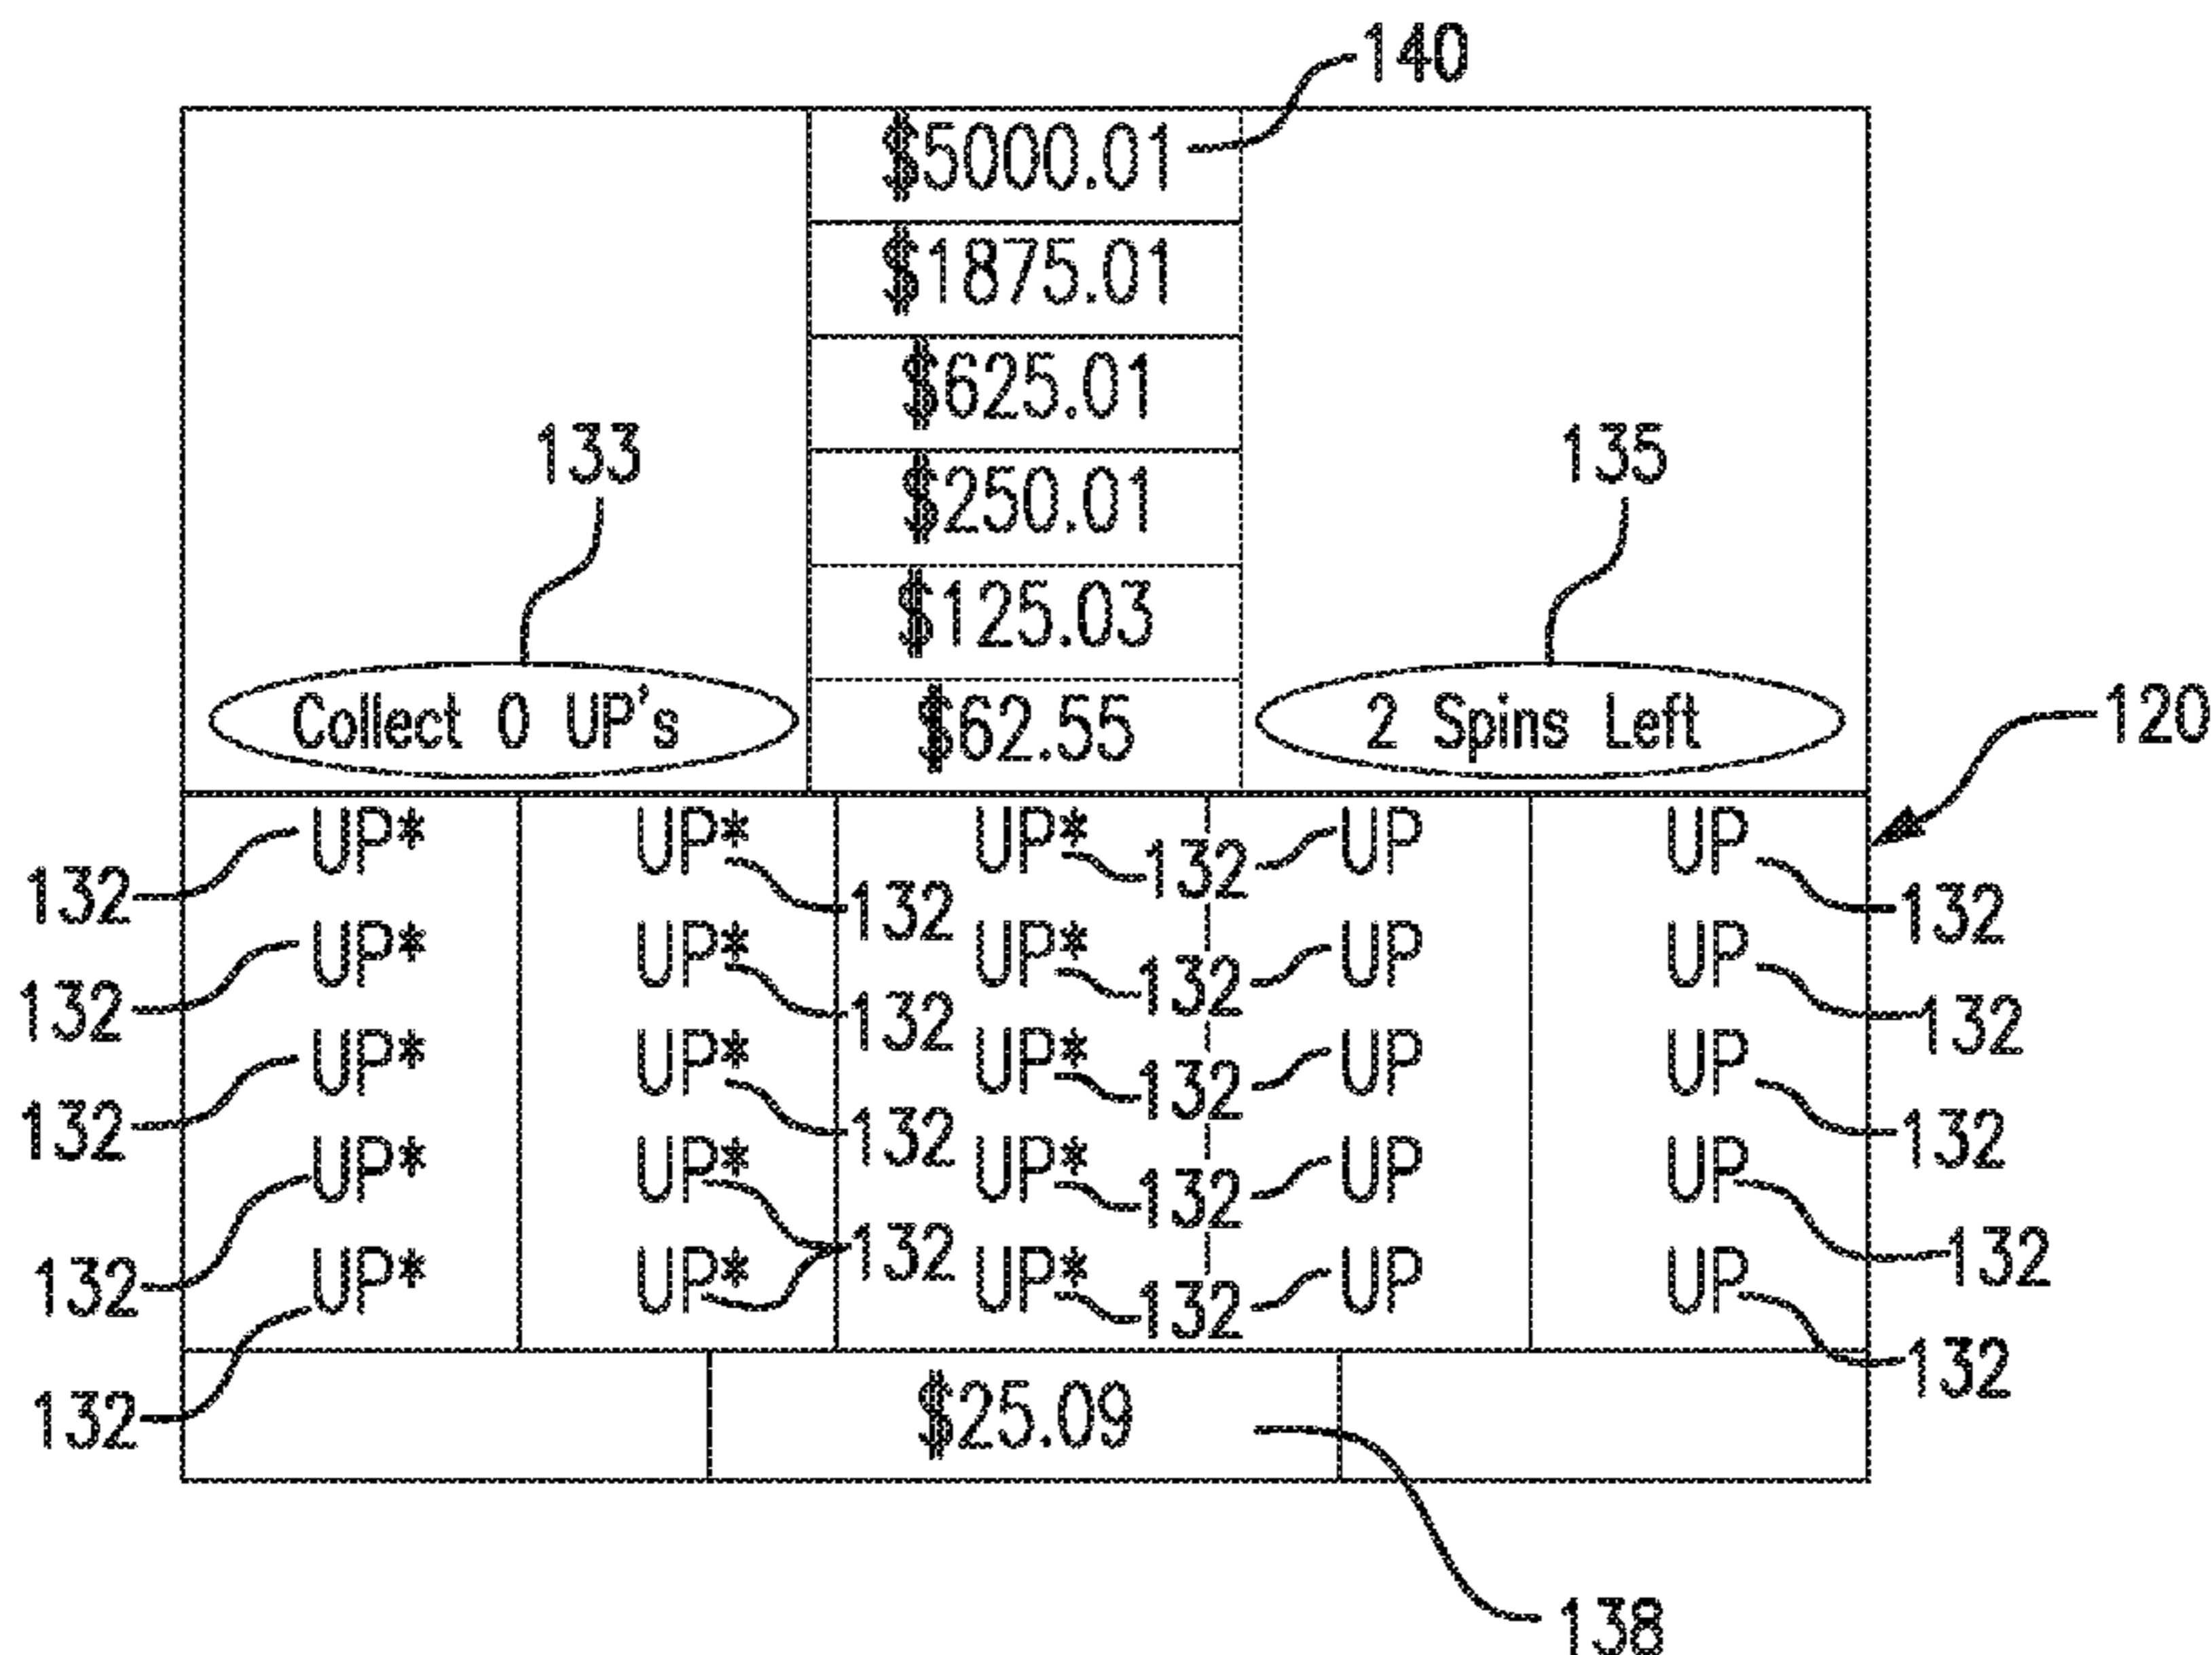 140
$5000.01
$1875.01
$625.01
133
135
$250.01
$125.03
Collect 0 UP's
$62.55
2 Spins Left
120
UP* UP* UP* UP UP
132 132 132 132
UP* UP* UP* UP UP
132 132 132 132
UP* UP* UP* UP UP
132 132 132 132
UP* UP* UP* UP UP
132 132 132 132
UP* UP* UP* UP UP
132 132 132
$25.09
138